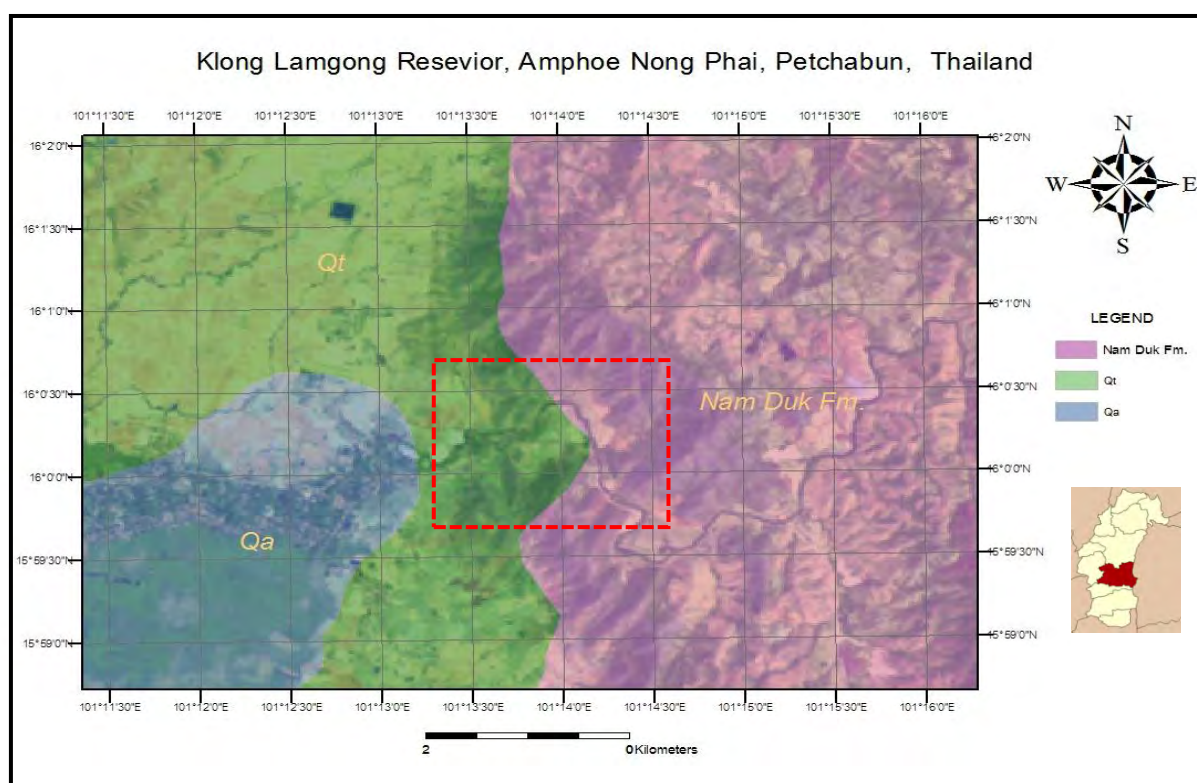 Klong Lamgong Resevior, Amphoe Nong Phai, Petchabun, Thailand
101°11'30"E 101°12'0"E 101°12'30"E 101°13'0"E 101°13'30"E 101°14'0"E 101°14'30"E 101°15'0"E 101°15'30"E 101°16'0"E
N
W E
S
16°2'0"N 16°2'0"N
16°1'30"N 16°1'30"N
Qt
16°1'0"N 16°1'0"N
LEGEND
Nam Duk Fm.
Qt
Qa
16°0'30"N 16°0'30"N
Nam Duk Fm.
16°0'0"N 16°0'0"N
Qa
15°59'30"N 15°59'30"N
15°59'0"N 15°59'0"N
101°11'30"E 101°12'0"E 101°12'30"E 101°13'0"E 101°13'30"E 101°14'0"E 101°14'30"E 101°15'0"E 101°15'30"E 101°16'0"E
2 0 Kilometers